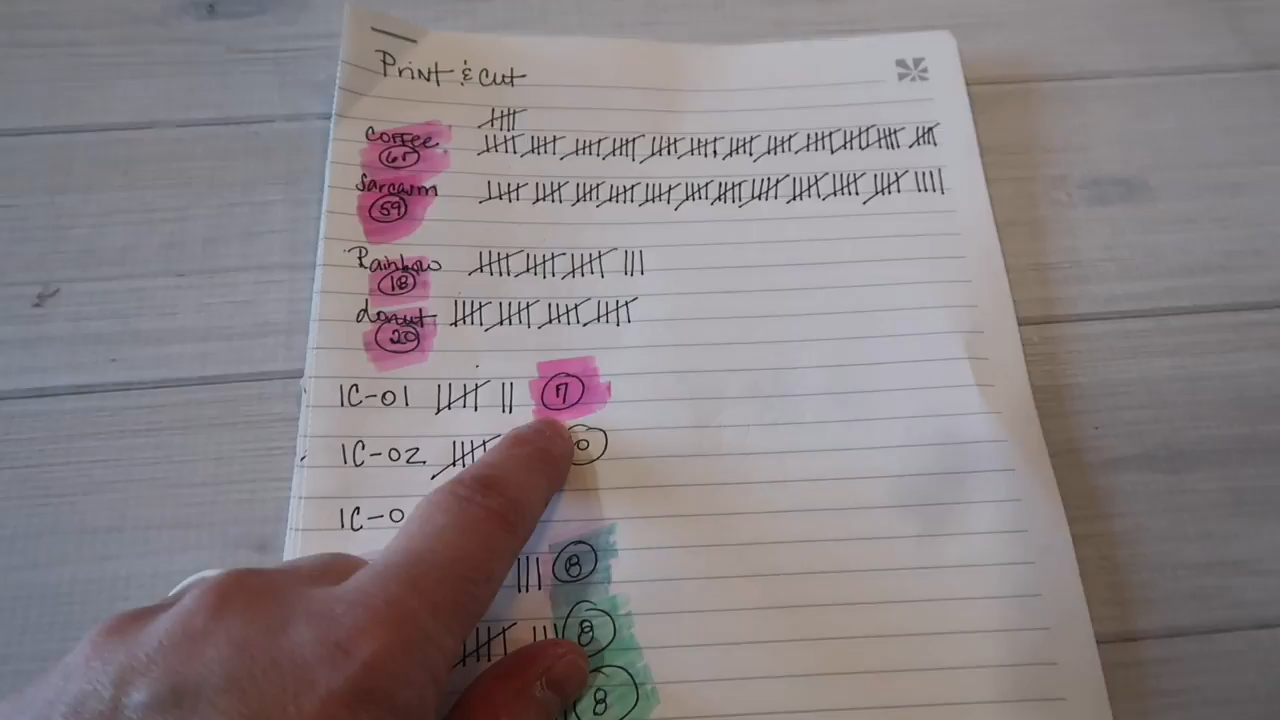 Print & cut
Coffee
65
Sarcasm
59
Rainbow
18
donut
20
IC-01 7
IC-02
IC-0
8
8
8